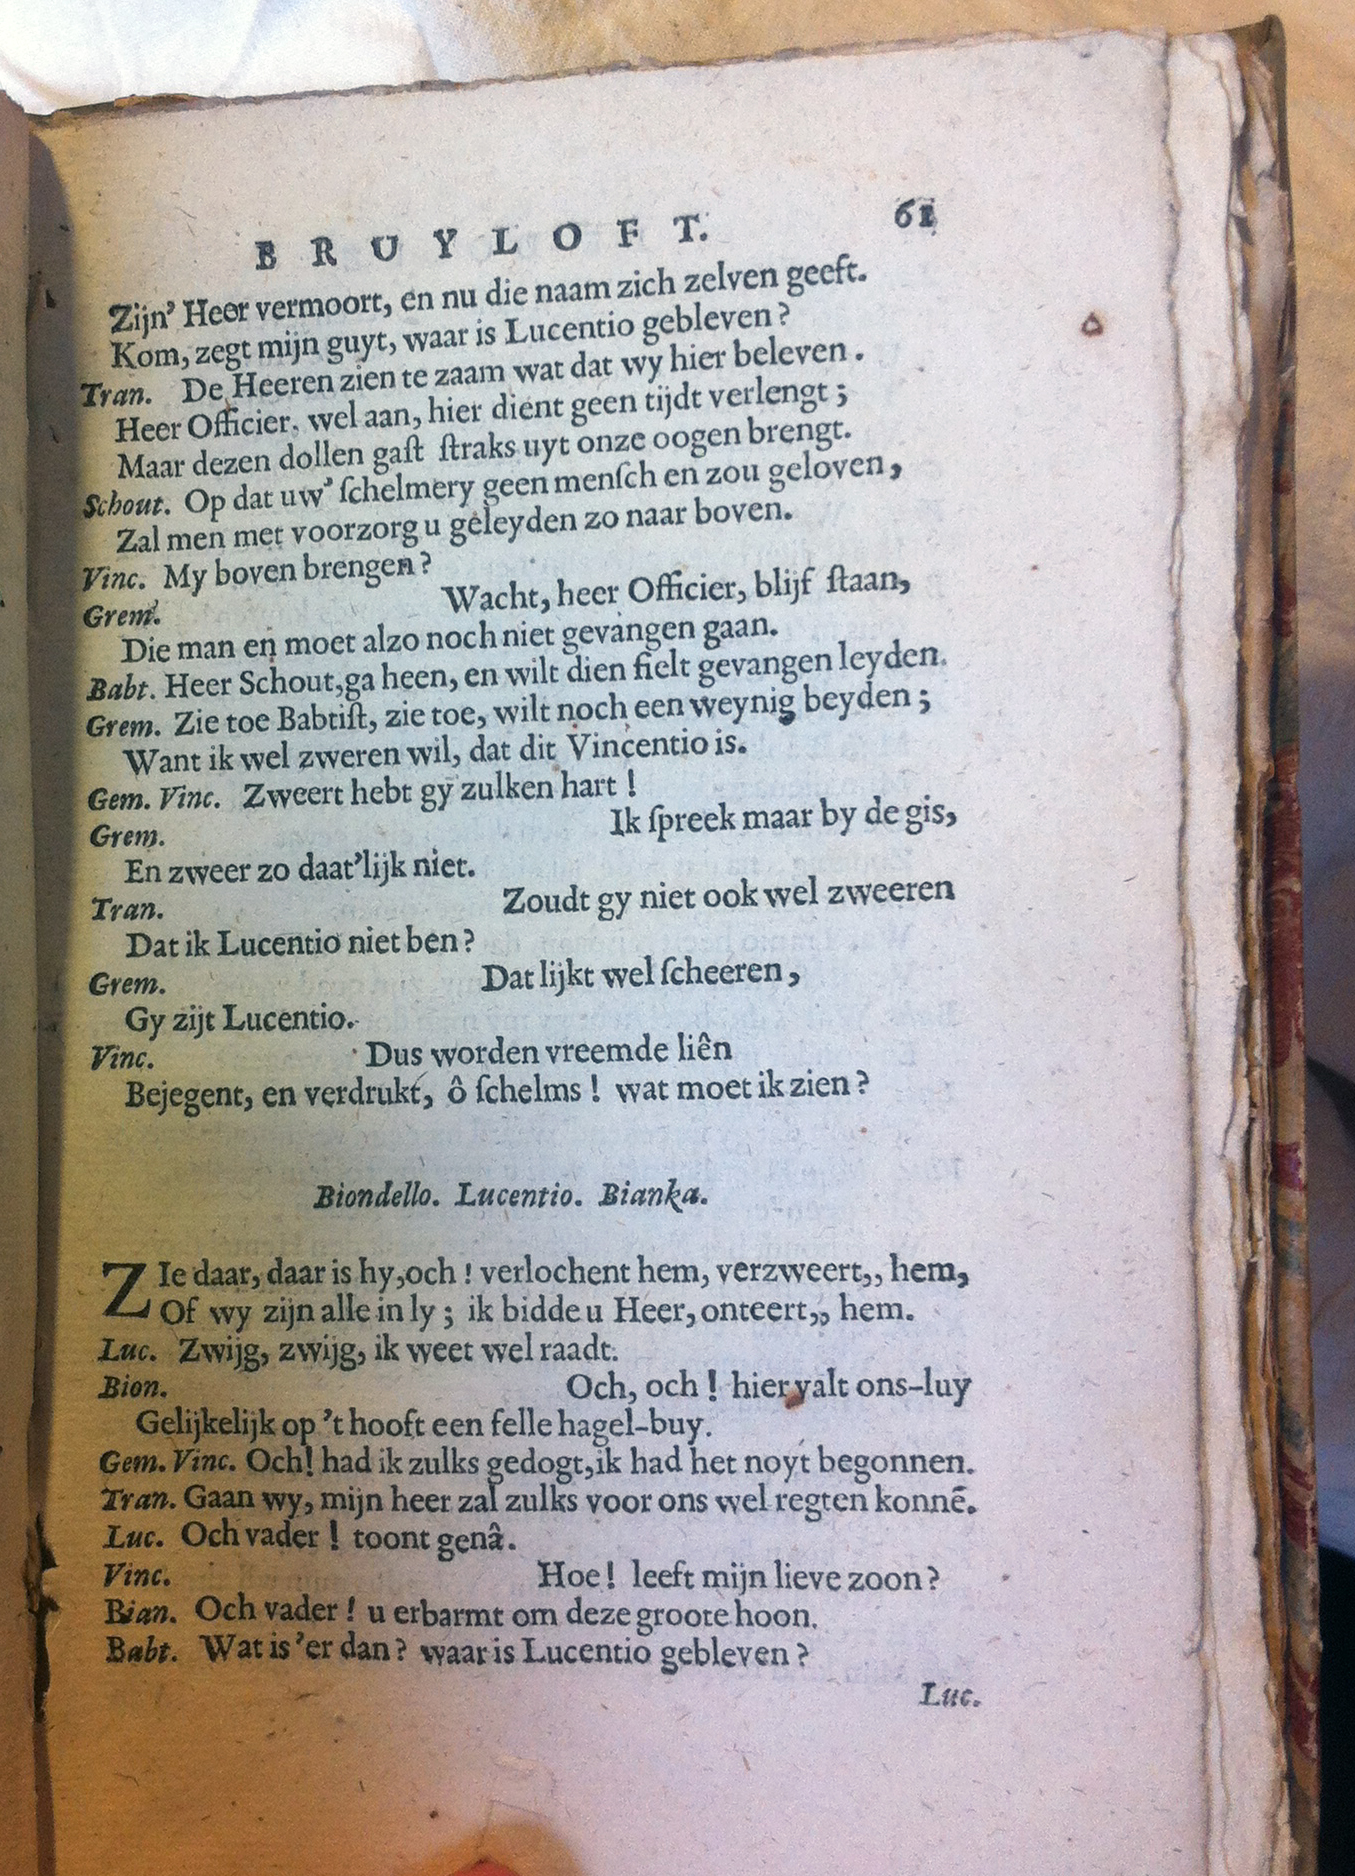 BRUYLOFT. 61
Zijn' Heer vermoort, en nu die naam zich zelven geeft.
Kom, zegt mijn guyt, waar is Lucentio gebleven?
Tran. De Heeren zien te zaam wat dat wy hier beleven.
Heer Officier, wel aan, hier dient geen tijdt verlengt;
Maar dezen dollen gaſt ſtraks uyt onze oogen brengt.
Schout. Op dat uw' ſchelmery geen menſch en zou geloven,
Zal men met voorzorg u geleyden zo naar boven.
Vinc. My boven brengen?
Grem. Wacht, heer Officier, blijf ſtaan,
Die man en moet alzo noch niet gevangen gaan.
Babt. Heer Schout, ga heen, en wilt dien fielt gevangen leyden.
Grem. Zie toe Babtiſt, zie toe, wilt noch een weynig beyden;
Want ik wel zweren wil, dat dit Vincentio is.
Gem. Vinc. Zweert hebt gy zulken hart!
Grem. Ik ſpreek maar by de gis,
En zweer zo daat'lijk niet.
Tran. Zoudt gy niet ook wel zweeren
Dat ik Lucentio niet ben?
Grem. Dat lijkt wel ſcheeren,
Gy zijt Lucentio.
Vinc. Dus worden vreemde liên
Bejegent, en verdrukt, ô ſchelms! wat moet ik zien?
Biondello. Lucentio. Bianka.
ZIe daar, daar is hy, och! verlochent hem, verzweert,, hem,
Of wy zijn alle in ly; ik bidde u Heer, onteert,, hem.
Luc. Zwijg, zwijg, ik weet wel raadt.
Bion. Och, och! hier valt ons-luy
Gelijkelijk op 't hooft een felle hagel-buy.
Gem. Vinc. Och! had ik zulks gedogt, ik had het noyt begonnen.
Tran. Gaan wy, mijn heer zal zulks voor ons wel regten konnē.
Luc. Och vader! toont genâ.
Vinc. Hoe! leeft mijn lieve zoon?
Bian. Och vader! u erbarmt om deze groote hoon.
Babt. Wat is 'er dan? waar is Lucentio gebleven?
Luc.